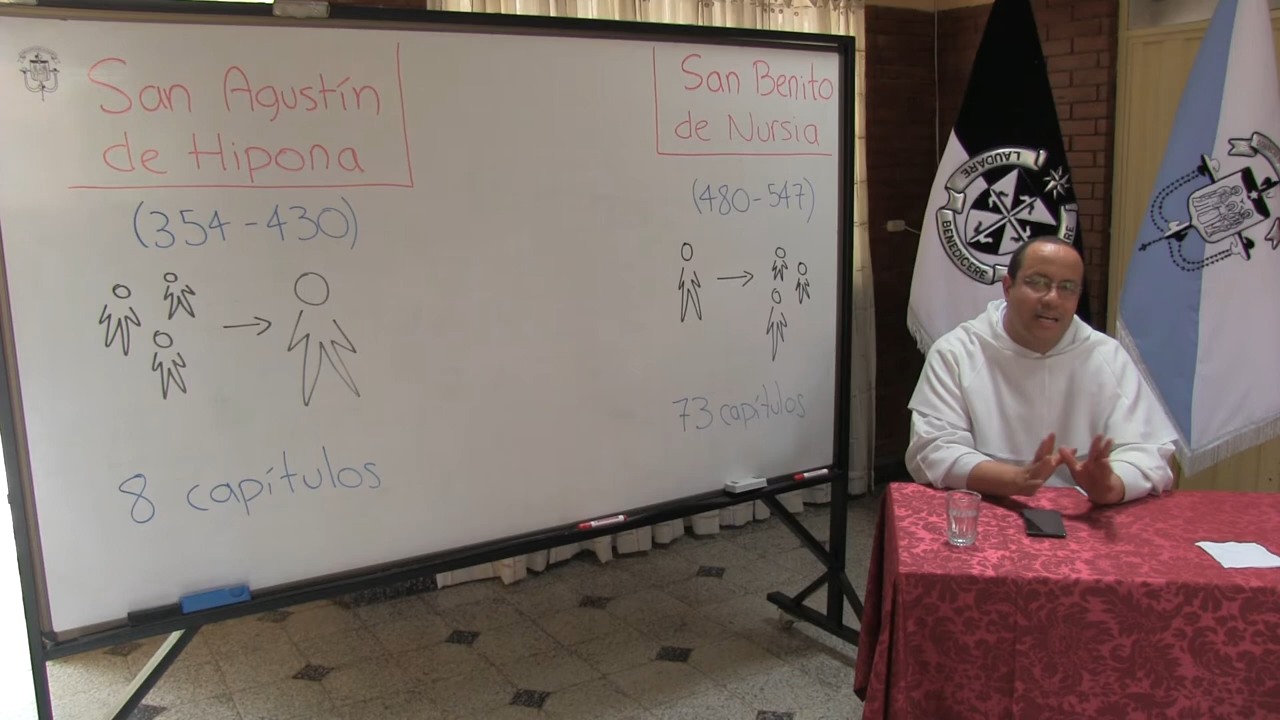 San Agustín
de Hipona
(354-430)
8 capítulos
San Benito
de Nursia
(480-547)
73 capítulos
LAUDARE
BENEDICERE